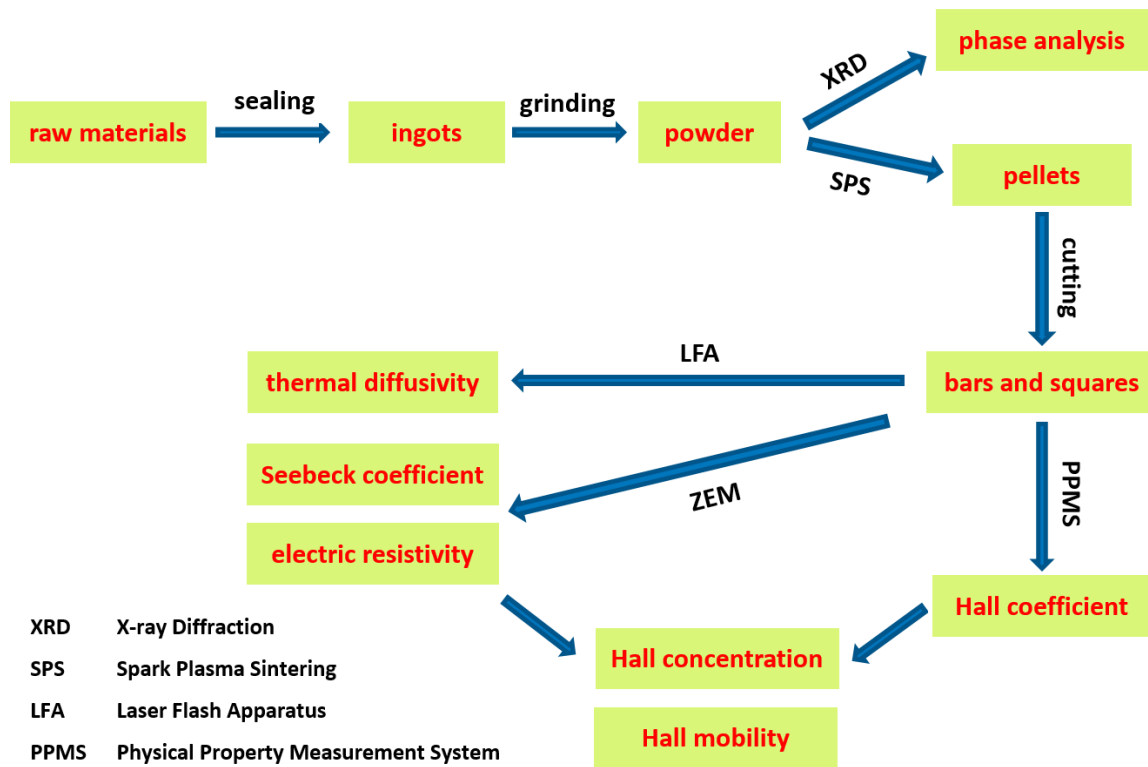 phase analysis
XRD
sealing
grinding
raw materials
ingots
powder
SPS
pellets
cutting
LFA
thermal diffusivity
bars and squares
Seebeck coefficient
ZEM
PPMS
electric resistivity
Hall coefficient
XRD X-ray Diffraction
Hall concentration
SPS Spark Plasma Sintering
LFA Laser Flash Apparatus
Hall mobility
PPMS Physical Property Measurement System